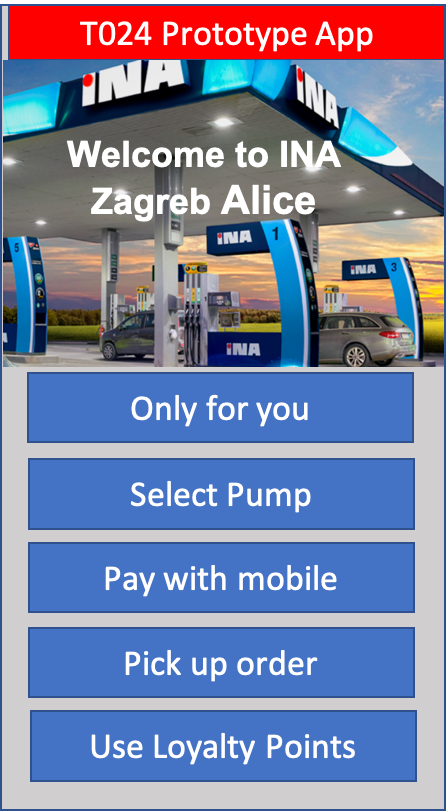 T024 Prototype App
INA
INA
Welcome to INA
Zagreb Alice
5
INA 1
INA 3
INA
Only for you
Select Pump
Pay with mobile
Pick up order
Use Loyalty Points